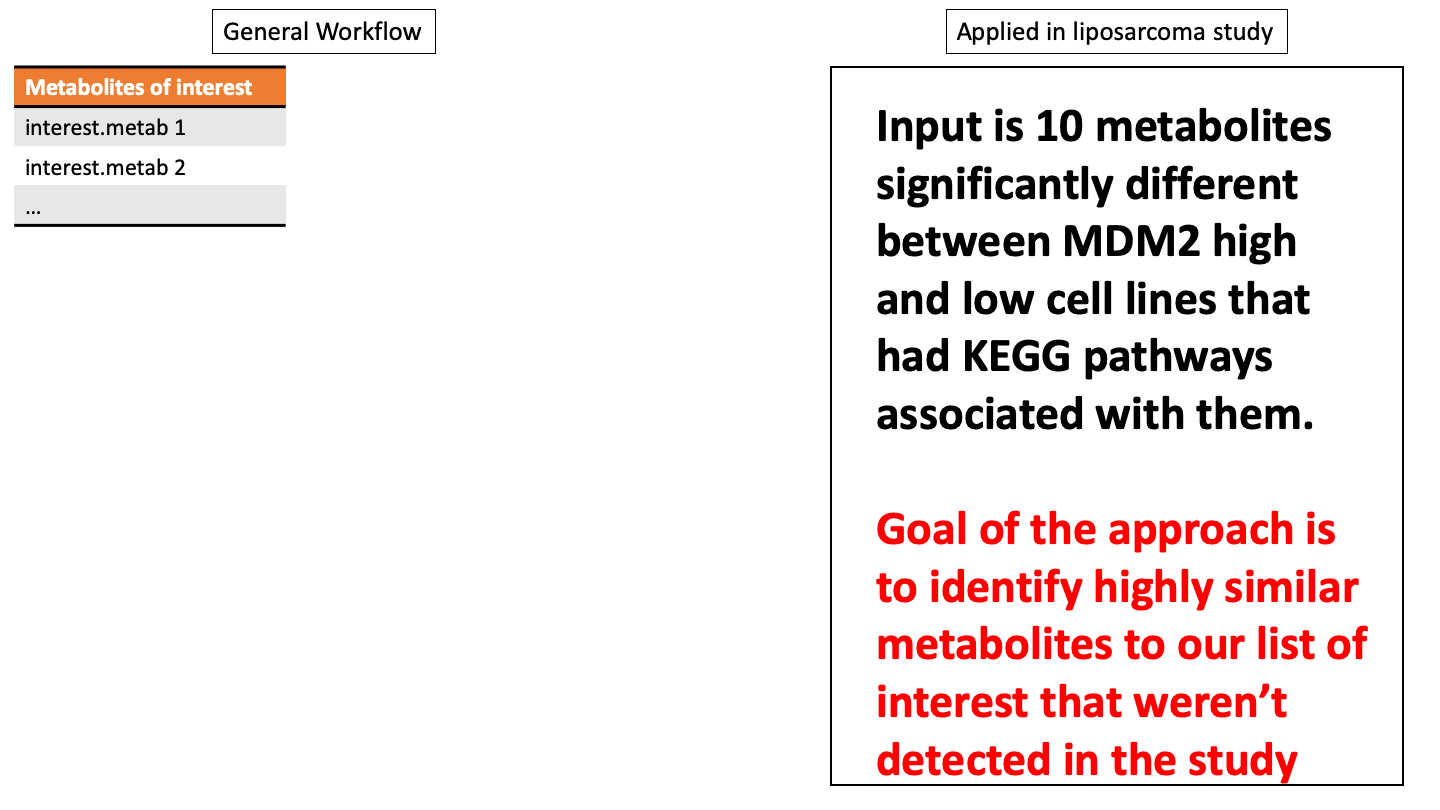 General Workflow
Applied in liposarcoma study
Metabolites of interest
interest.metab 1
interest.metab 2
...
Input is 10 metabolites
significantly different
between MDM2 high
and low cell lines that
had KEGG pathways
associated with them.
Goal of the approach is
to identify highly similar
metabolites to our list of
interest that weren’t
detected in the study